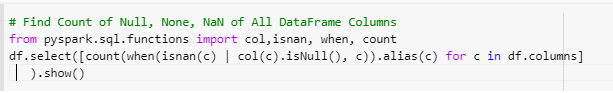 # Find Count of Null, None, NaN of All DataFrame Columns
from pyspark.sql.functions import col,isnan, when, count
df.select([count(when(isnan(c) | col(c).isNull(), c)).alias(c) for c in df.columns]
).show()